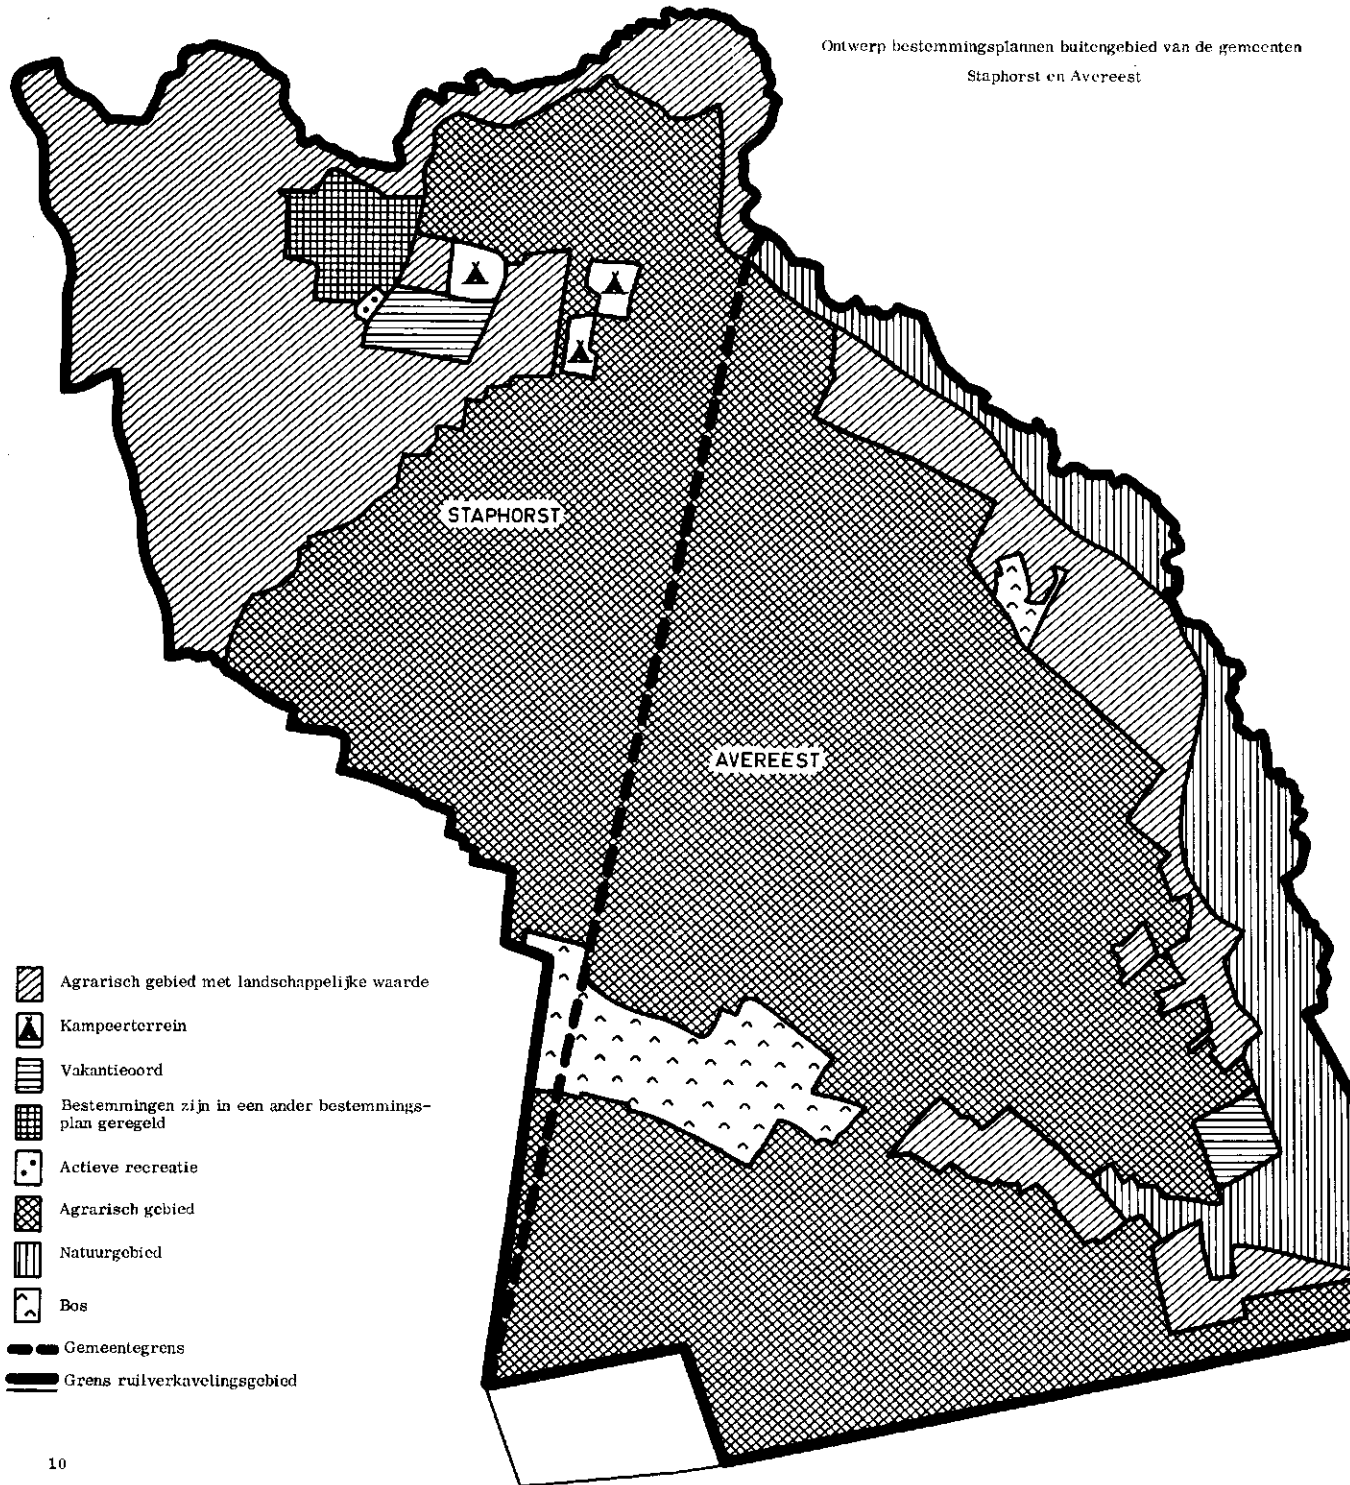 Ontwerp bestemmingsplannen buitengebied van de gemeenten
Staphorst en Avereest
STAPHORST
AVEREEST
Agrarisch gebied met landschappelijke waarde
Kampeerterrein
Vakantieoord
Bestemmingen zijn in een ander bestemmings-
plan geregeld
Actieve recreatie
Agrarisch gebied
Natuurgebied
Bos
Gemeentegrens
Grens ruilverkavelingsgebied
10